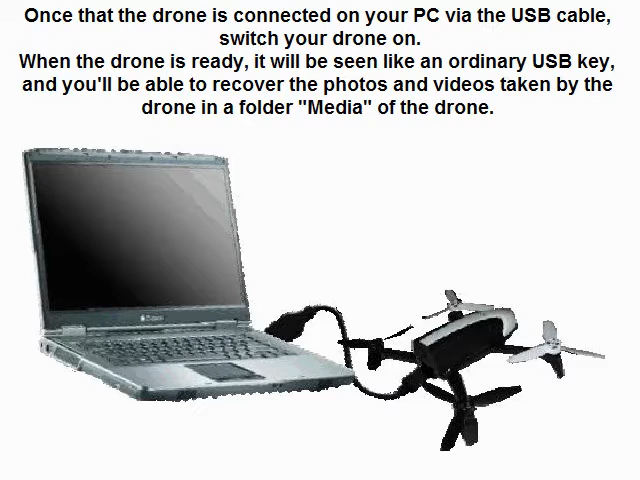 Once that the drone is connected on your PC via the USB cable,
switch your drone on.
When the drone is ready, it will be seen like an ordinary USB key,
and you'll be able to recover the photos and videos taken by the
drone in a folder "Media" of the drone.